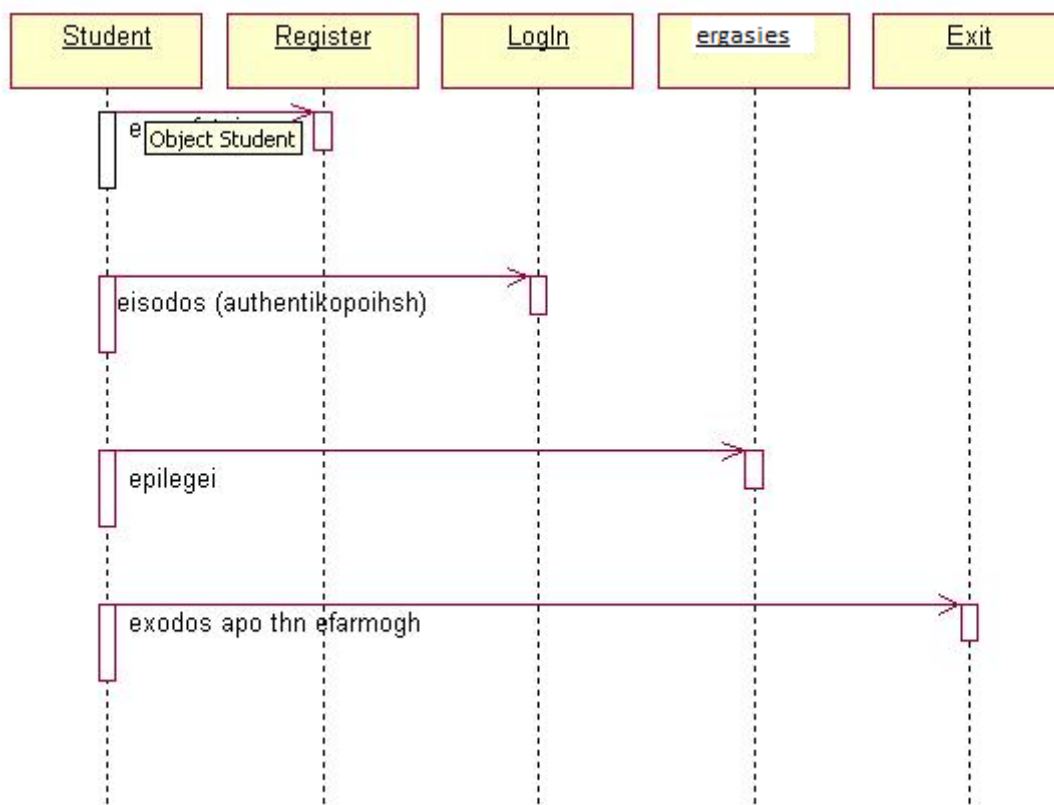 Student
Register
LogIn
ergasies
Exit
Object Student
eisodos (authentikopoihsh)
epilegei
exodos apo thn efarmogh